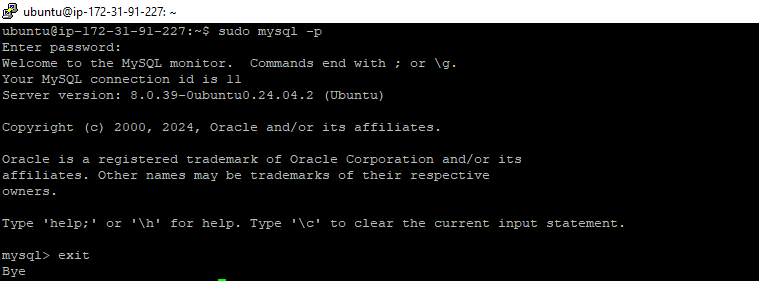 ubuntu@ip-172-31-91-227: ~
ubuntu@ip-172-31-91-227:~$ sudo mysql -p
Enter password:
Welcome to the MySQL monitor.  Commands end with ; or \g.
Your MySQL connection id is 11
Server version: 8.0.39-0ubuntu0.24.04.2 (Ubuntu)
Copyright (c) 2000, 2024, Oracle and/or its affiliates.
Oracle is a registered trademark of Oracle Corporation and/or its
affiliates. Other names may be trademarks of their respective
owners.
Type 'help;' or '\h' for help. Type '\c' to clear the current input statement.
mysql> exit
Bye